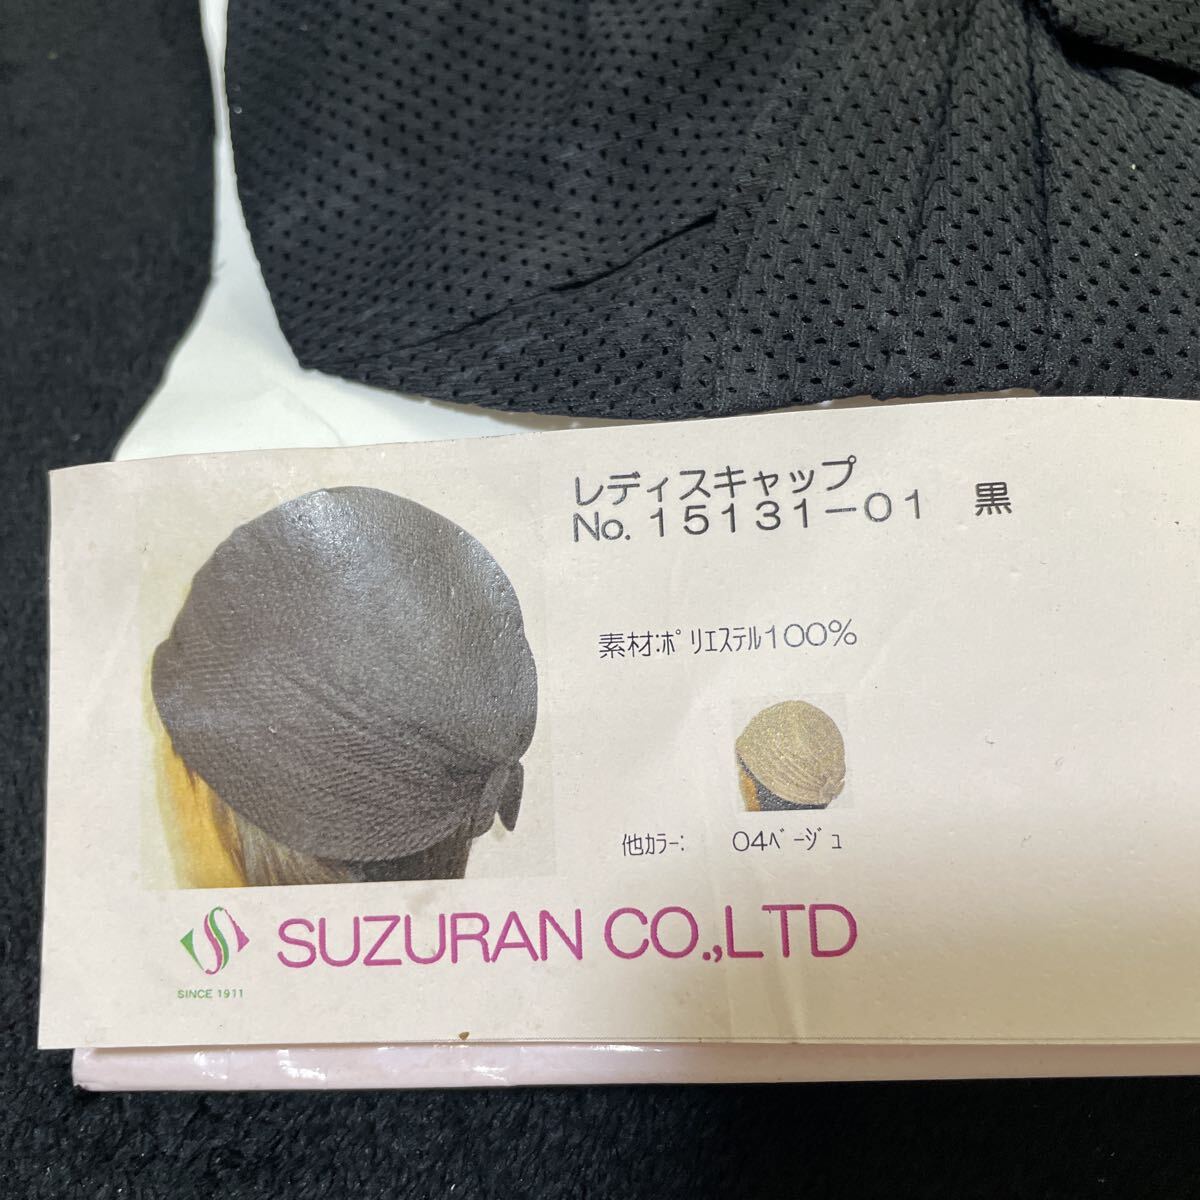 レディスキャップ
No. 15131-01 黒
素材:ﾎﾟﾘｴｽﾃﾙ100%
他ｶﾗｰ: 04ﾍﾞｰｼﾞｭ
SUZURAN CO.,LTD
SINCE 1911